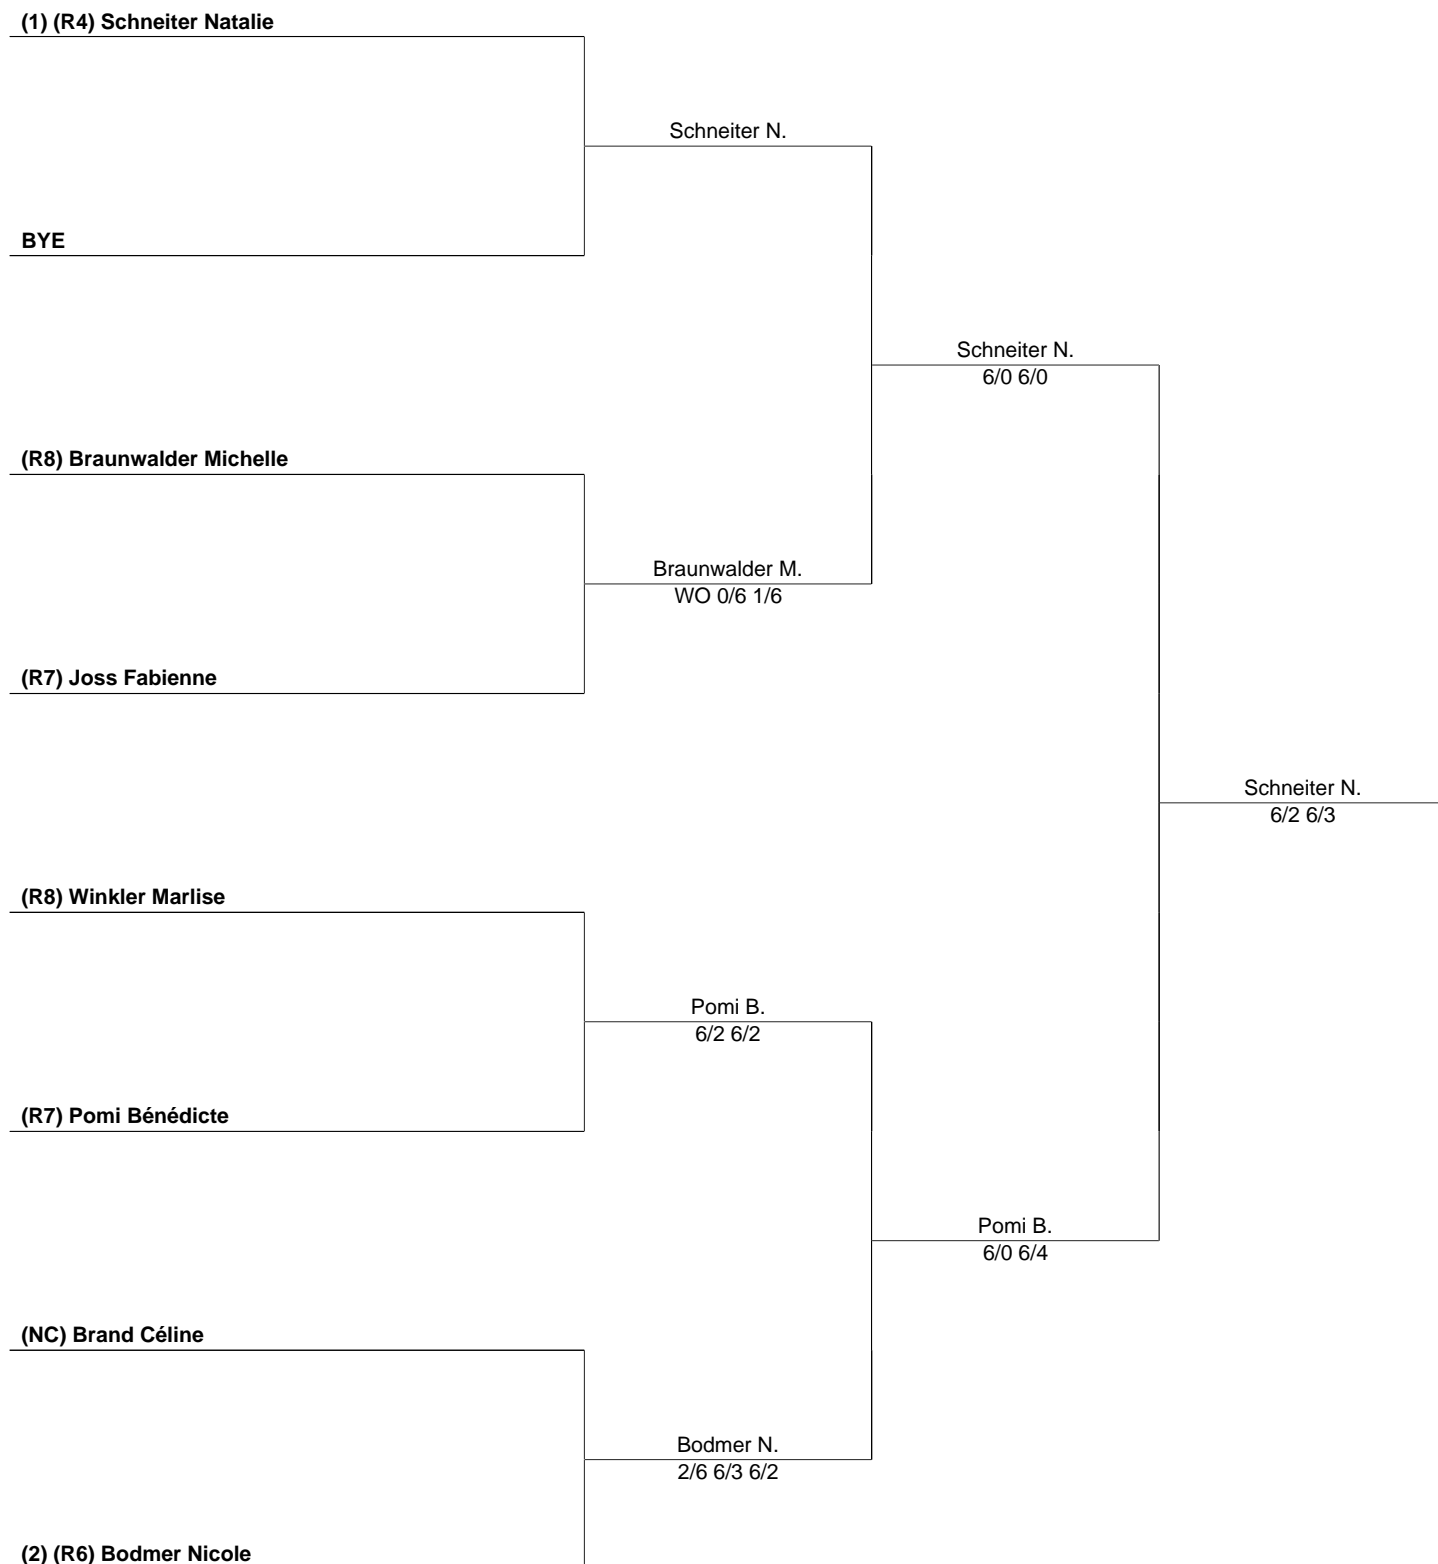 (1) (R4) Schneiter Natalie
Schneiter N.
BYE
Schneiter N.
6/0 6/0
(R8) Braunwalder Michelle
Braunwalder M.
WO 0/6 1/6
(R7) Joss Fabienne
Schneiter N.
6/2 6/3
(R8) Winkler Marlise
Pomi B.
6/2 6/2
(R7) Pomi Bénédicte
Pomi B.
6/0 6/4
(NC) Brand Céline
Bodmer N.
2/6 6/3 6/2
(2) (R6) Bodmer Nicole